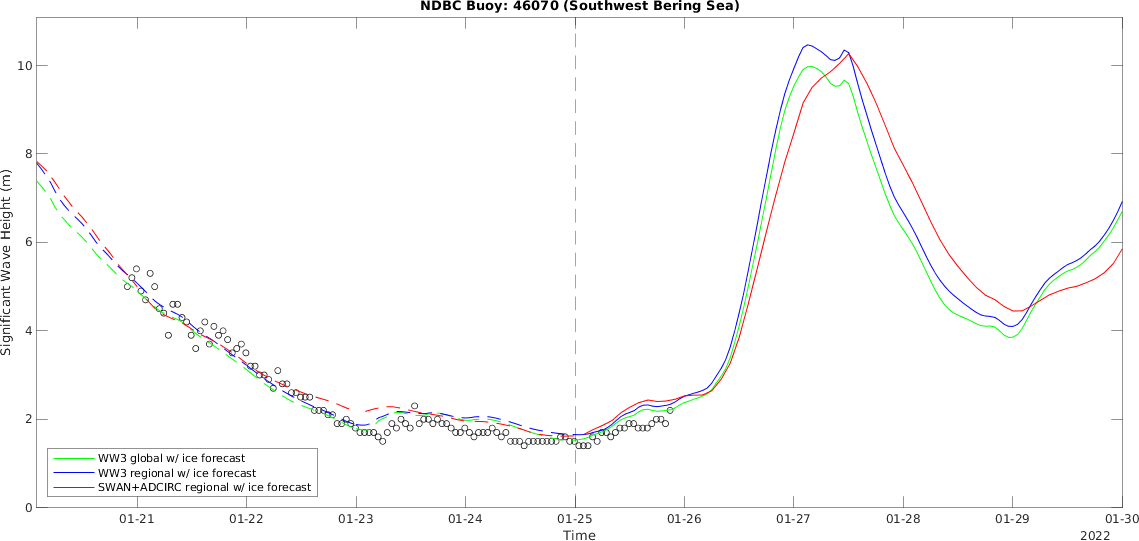 NDBC Buoy: 46070 (Southwest Bering Sea)
Significant Wave Height (m)
10
8
6
4
2
0
WW3 global w/ ice forecast
WW3 regional w/ ice forecast
SWAN+ADCIRC regional w/ ice forecast
01-21 01-22 01-23 01-24 01-25 01-26 01-27 01-28 01-29 01-30
Time
2022